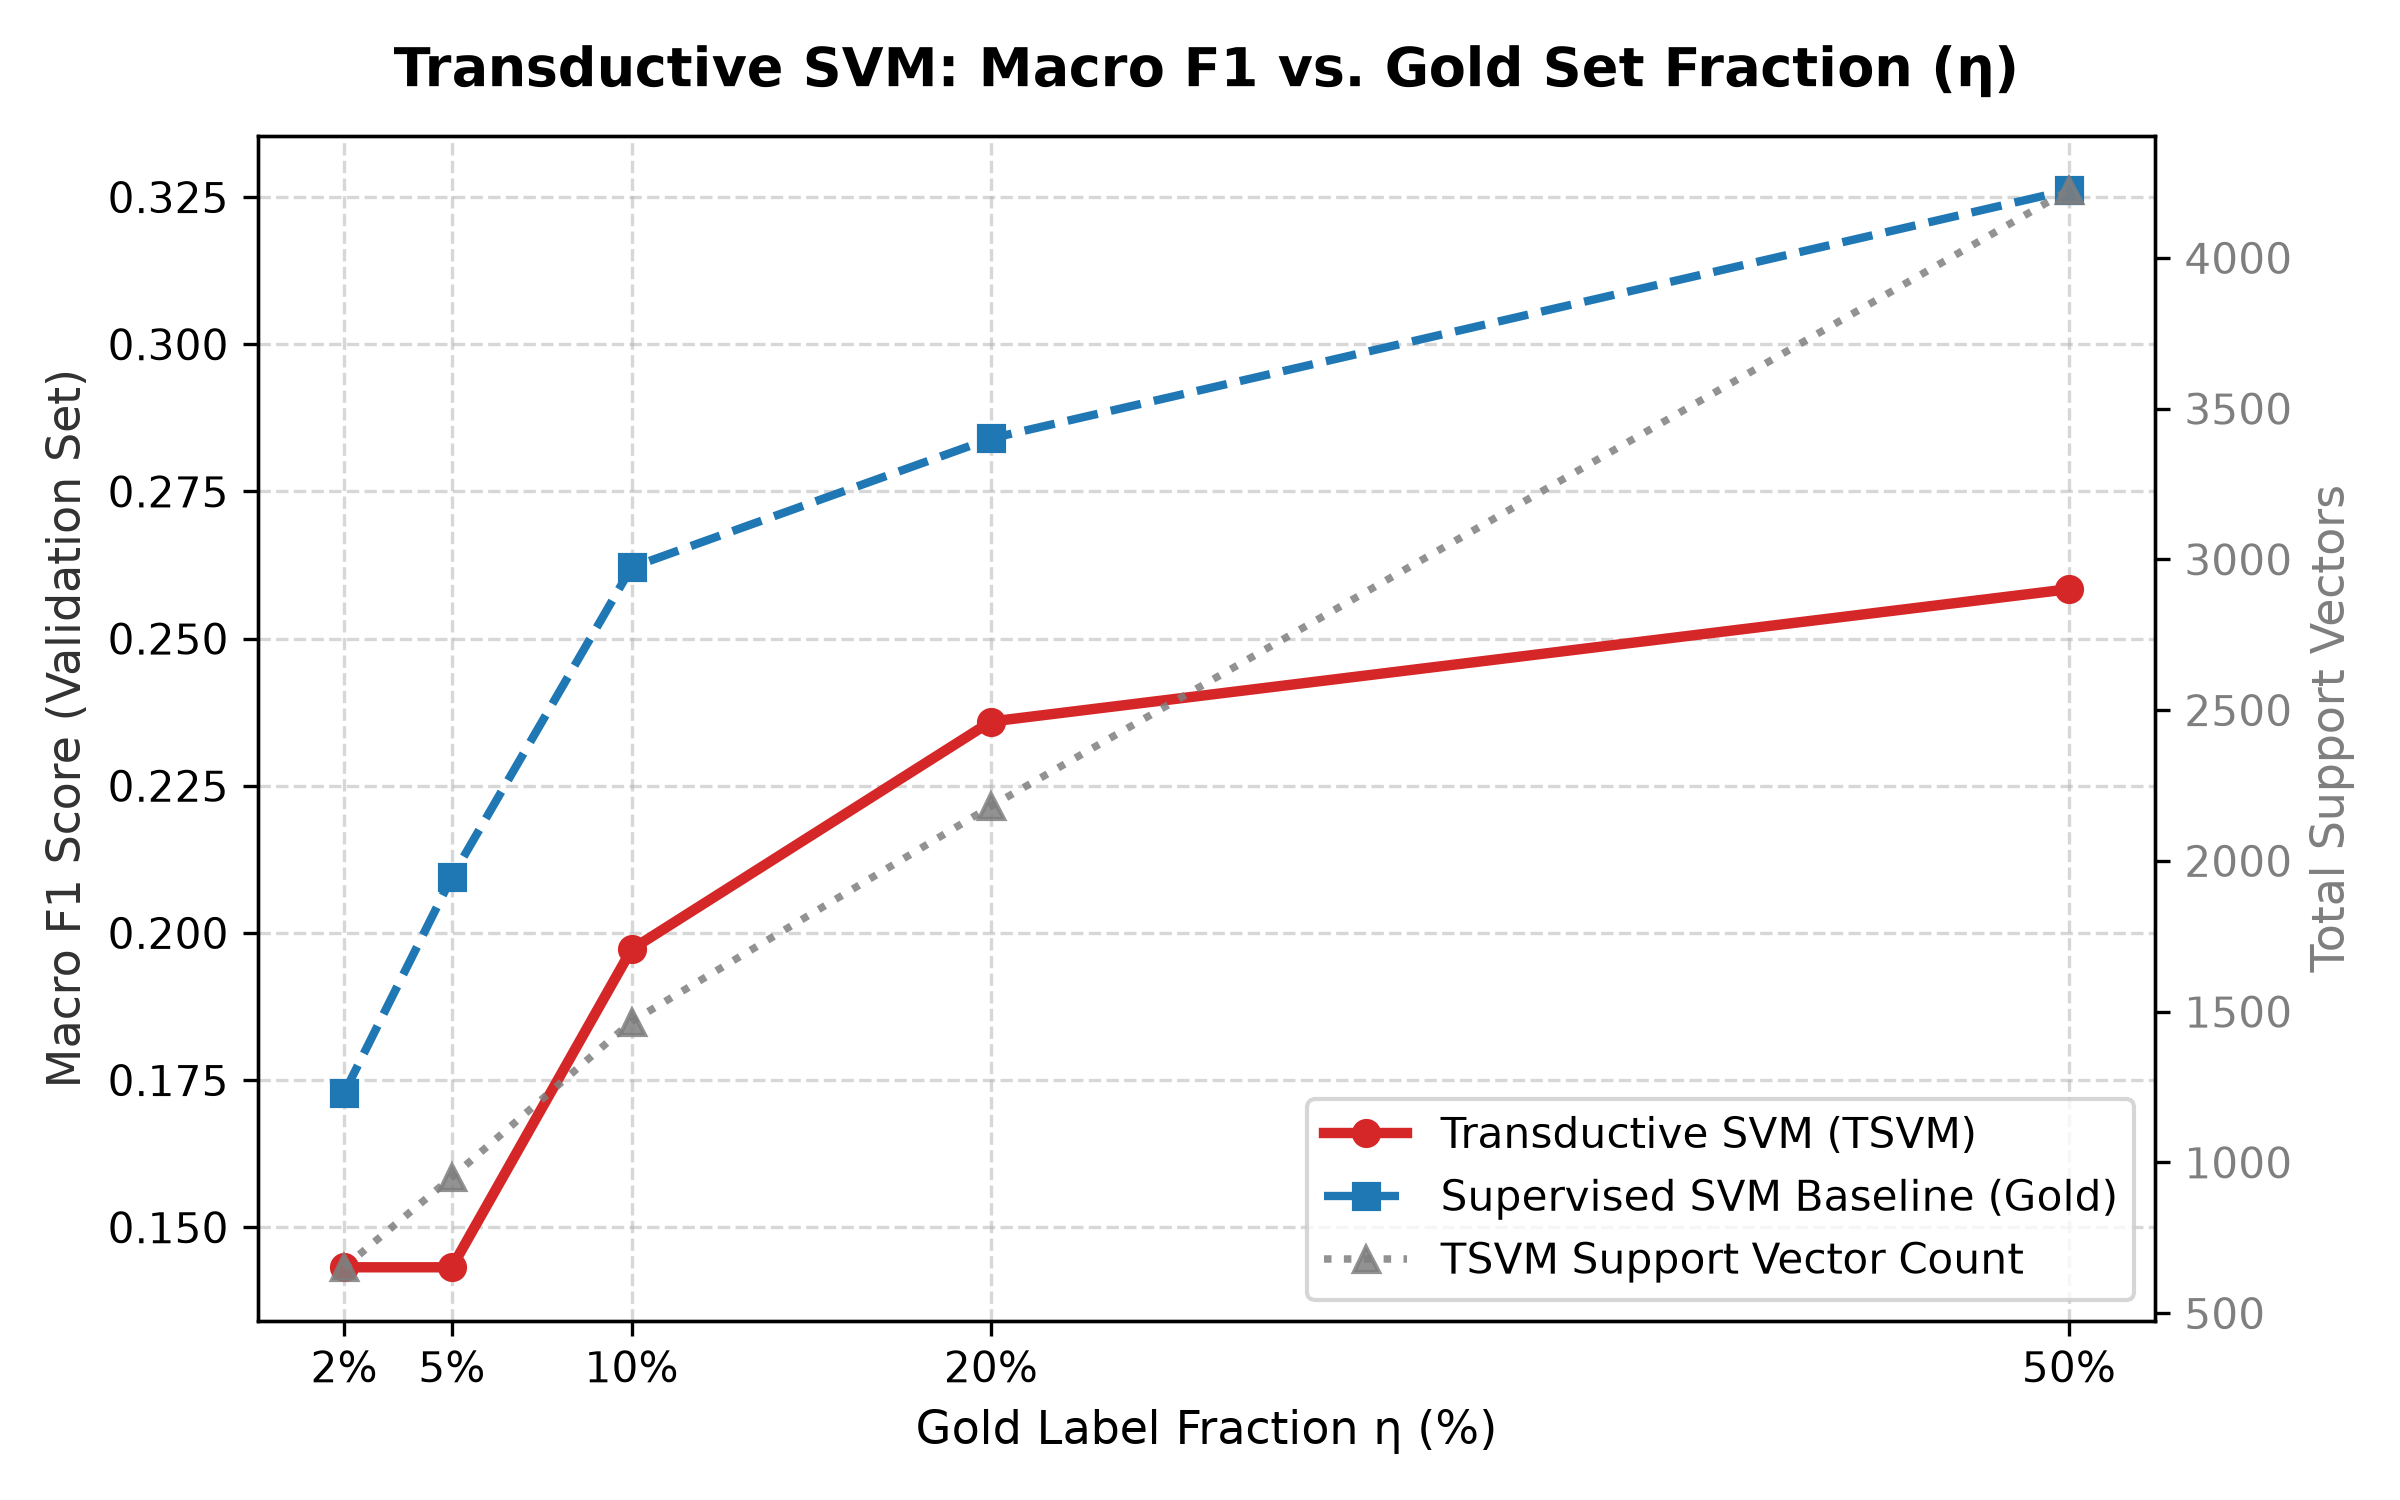 Transductive SVM: Macro F1 vs. Gold Set Fraction (η)
Macro F1 Score (Validation Set)
0.325
0.300
0.275
0.250
0.225
0.200
0.175
0.150
4000
3500
3000
2500
2000
1500
1000
500
Total Support Vectors
Transductive SVM (TSVM)
Supervised SVM Baseline (Gold)
TSVM Support Vector Count
2% 5% 10% 20% 50%
Gold Label Fraction η (%)